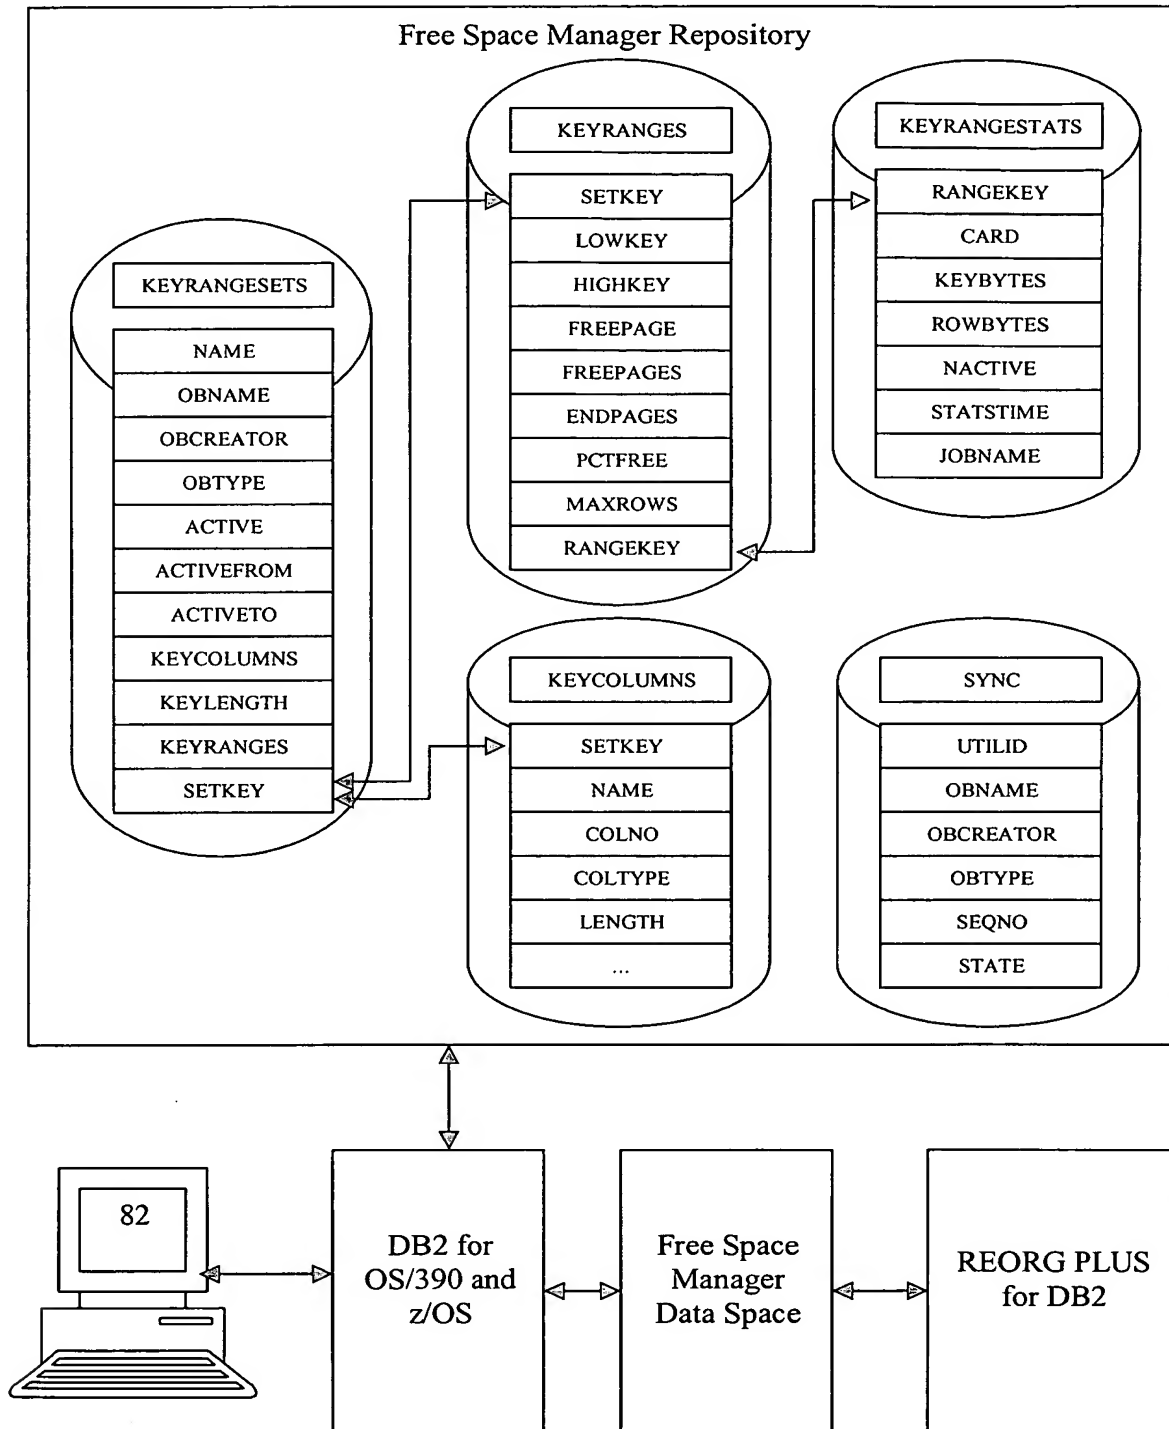 Free Space Manager Repository
KEYRANGESETS
NAME
OBNAME
OBCREATOR
OBTYPE
ACTIVE
ACTIVEFROM
ACTIVETO
KEYCOLUMNS
KEYLENGTH
KEYRANGES
SETKEY
KEYRANGES
SETKEY
LOWKEY
HIGHKEY
FREEPAGE
FREEPAGES
ENDPAGES
PCTFREE
MAXROWS
RANGEKEY
KEYRANGESTATS
RANGEKEY
CARD
KEYBYTES
ROWBYTES
NACTIVE
STATSTIME
JOBNAME
KEYCOLUMNS
SETKEY
NAME
COLNO
COLTYPE
LENGTH
...
SYNC
UTILID
OBNAME
OBCREATOR
OBTYPE
SEQNO
STATE
82
DB2 for
OS/390 and
z/OS
Free Space
Manager
Data Space
REORG PLUS
for DB2